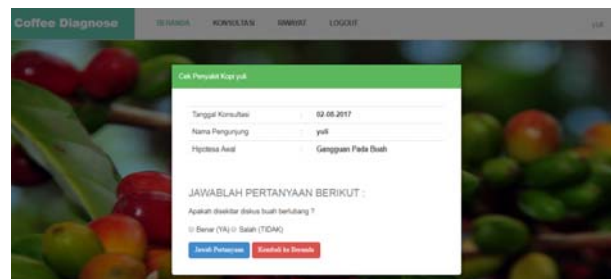 Coffee Diagnose BERANDA KONSULTASI RIWAYAT LOGOUT yuli
Cek Penyakit Kopi yuli
Tanggal Konsultasi : 02-08-2017
Nama Pengunjung : yuli
Hipotesa Awal : Gangguan Pada Buah
JAWABLAH PERTANYAAN BERIKUT :
Apakah disekitar diskus buah berlubang ?
Benar (YA) Salah (TIDAK)
Jawab Pertanyaan Kembali ke Beranda